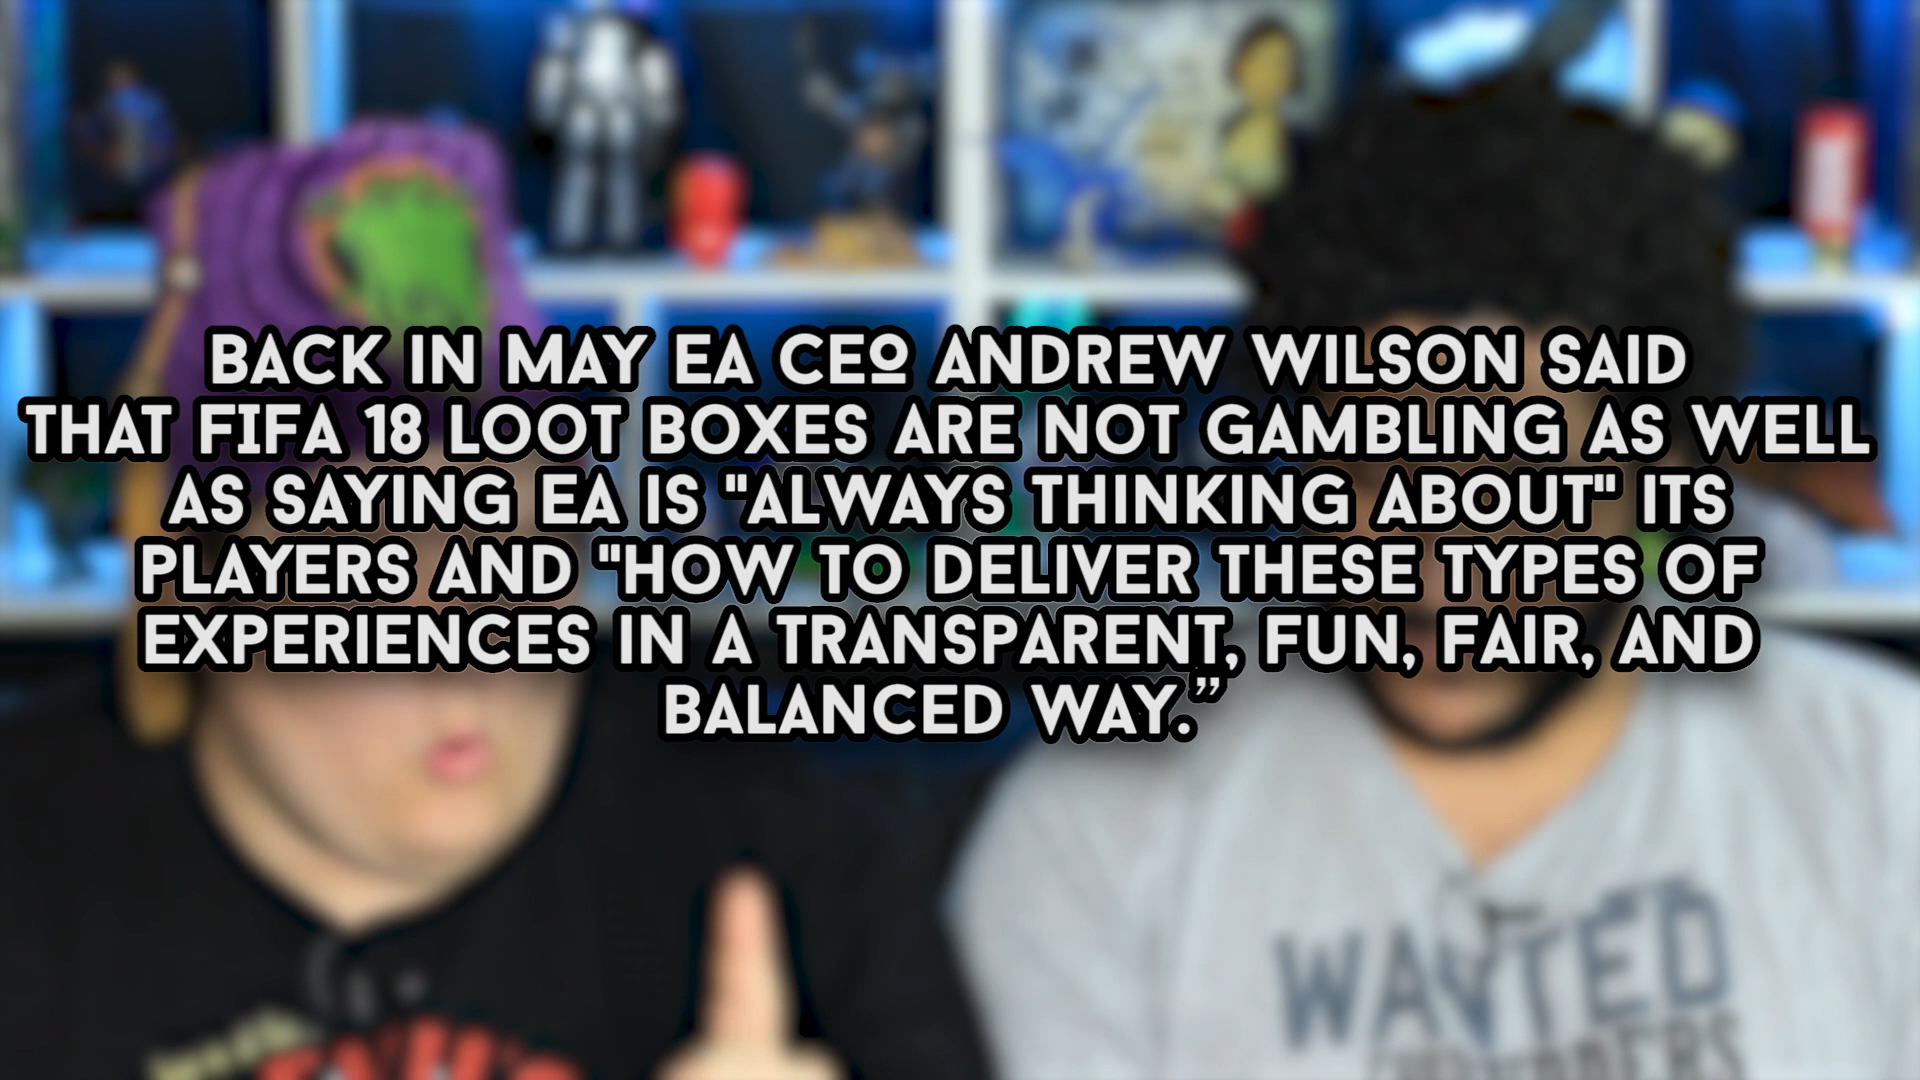 BACK IN MAY EA CEO ANDREW WILSON SAID
THAT FIFA 18 LOOT BOXES ARE NOT GAMBLING AS WELL
AS SAYING EA IS "ALWAYS THINKING ABOUT" ITS
PLAYERS AND "HOW TO DELIVER THESE TYPES OF
EXPERIENCES IN A TRANSPARENT, FUN, FAIR, AND
BALANCED WAY.”
WANTED